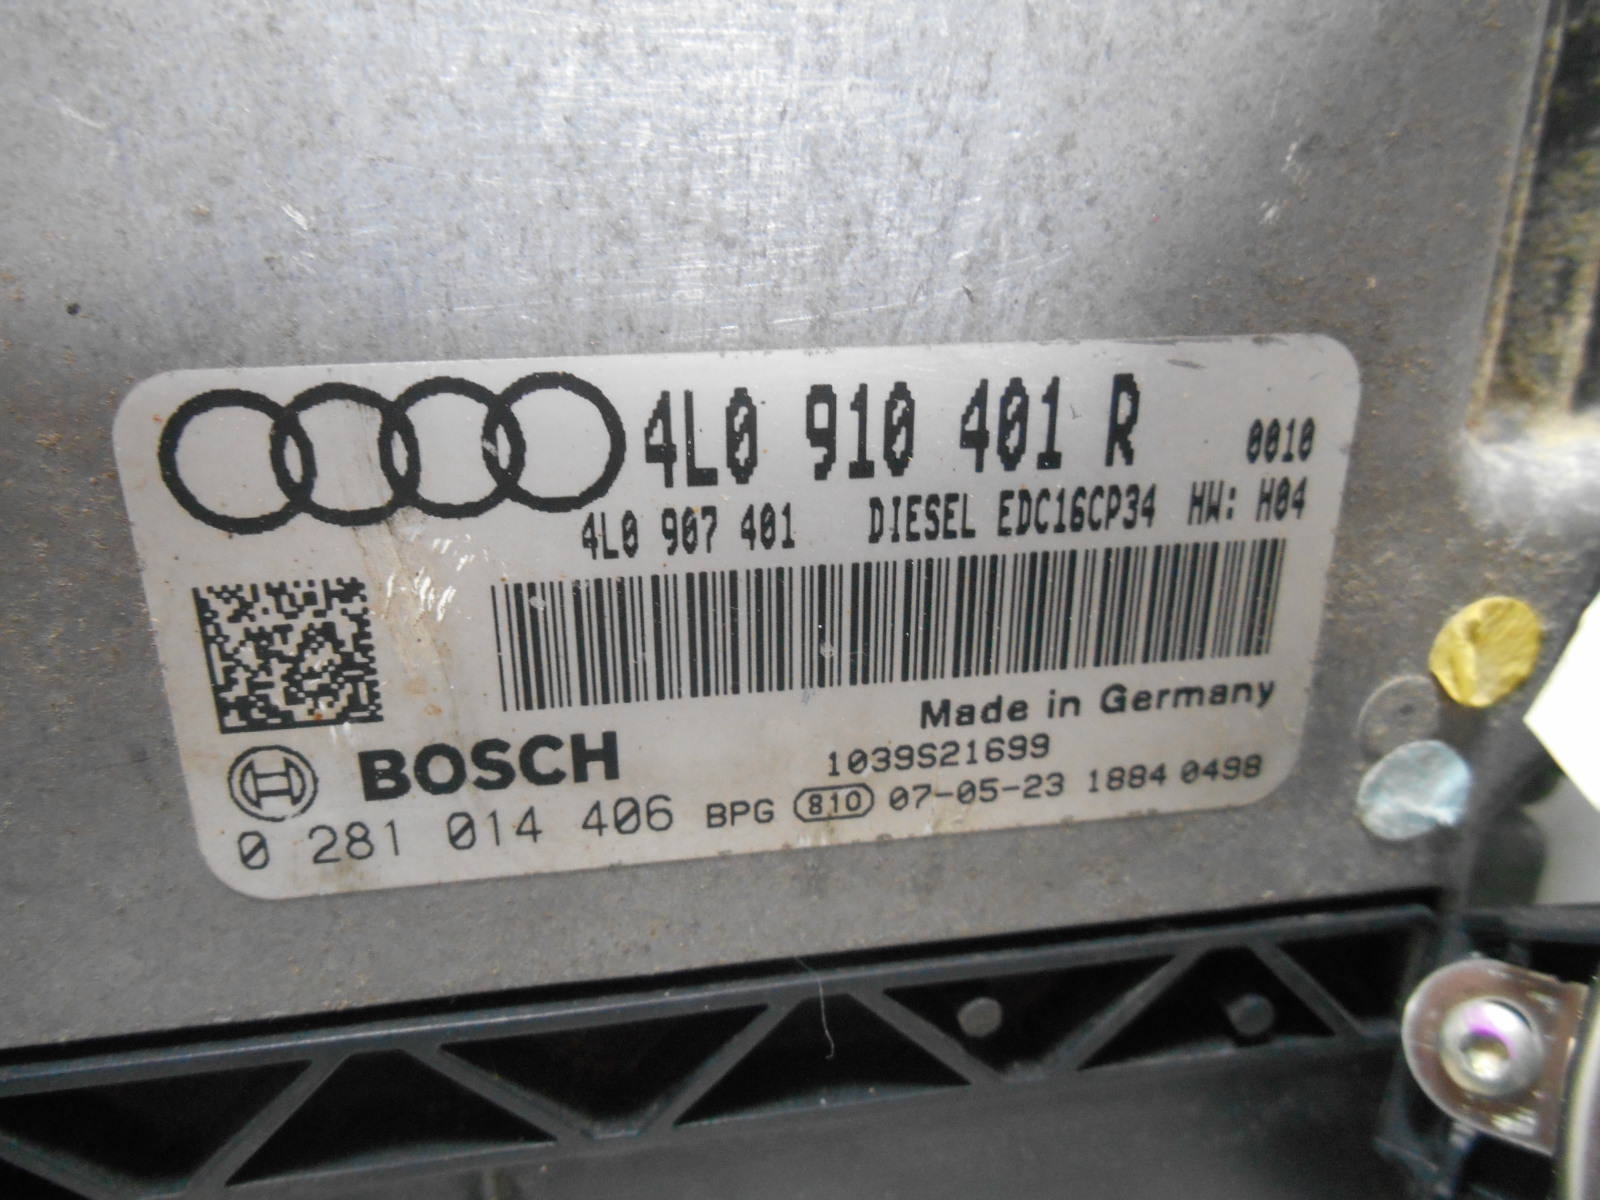 4L0 910 401 R 0010
4L0 907 401 DIESEL EDC16CP34 HW: H04
Made in Germany
BOSCH 1039S21699
0 281 014 406 BPG 810 07-05-23 1884 0498